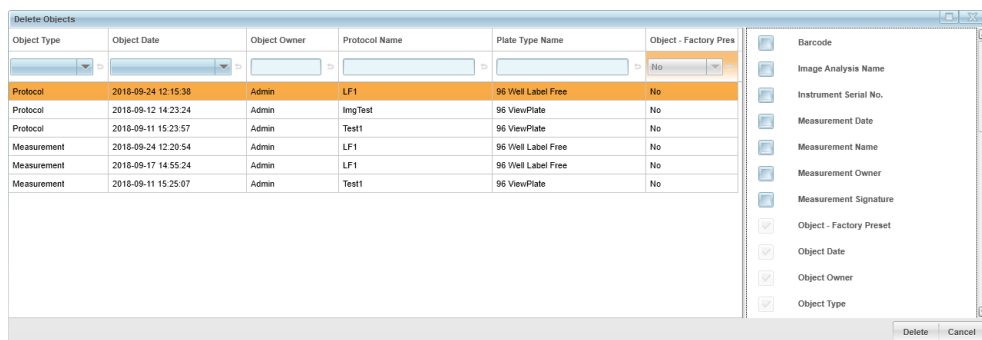 Delete Objects
Object Type Object Date Object Owner Protocol Name Plate Type Name Object - Factory Pres
No
Protocol 2018-09-24 12:15:38 Admin LF1 96 Well Label Free No
Protocol 2018-09-12 14:23:24 Admin ImgTest 96 ViewPlate No
Protocol 2018-09-11 15:23:57 Admin Test1 96 ViewPlate No
Measurement 2018-09-24 12:20:54 Admin LF1 96 Well Label Free No
Measurement 2018-09-17 14:55:24 Admin LF1 96 Well Label Free No
Measurement 2018-09-11 15:25:07 Admin Test1 96 ViewPlate No
Barcode
Image Analysis Name
Instrument Serial No.
Measurement Date
Measurement Name
Measurement Owner
Measurement Signature
Object - Factory Preset
Object Date
Object Owner
Object Type
Delete Cancel